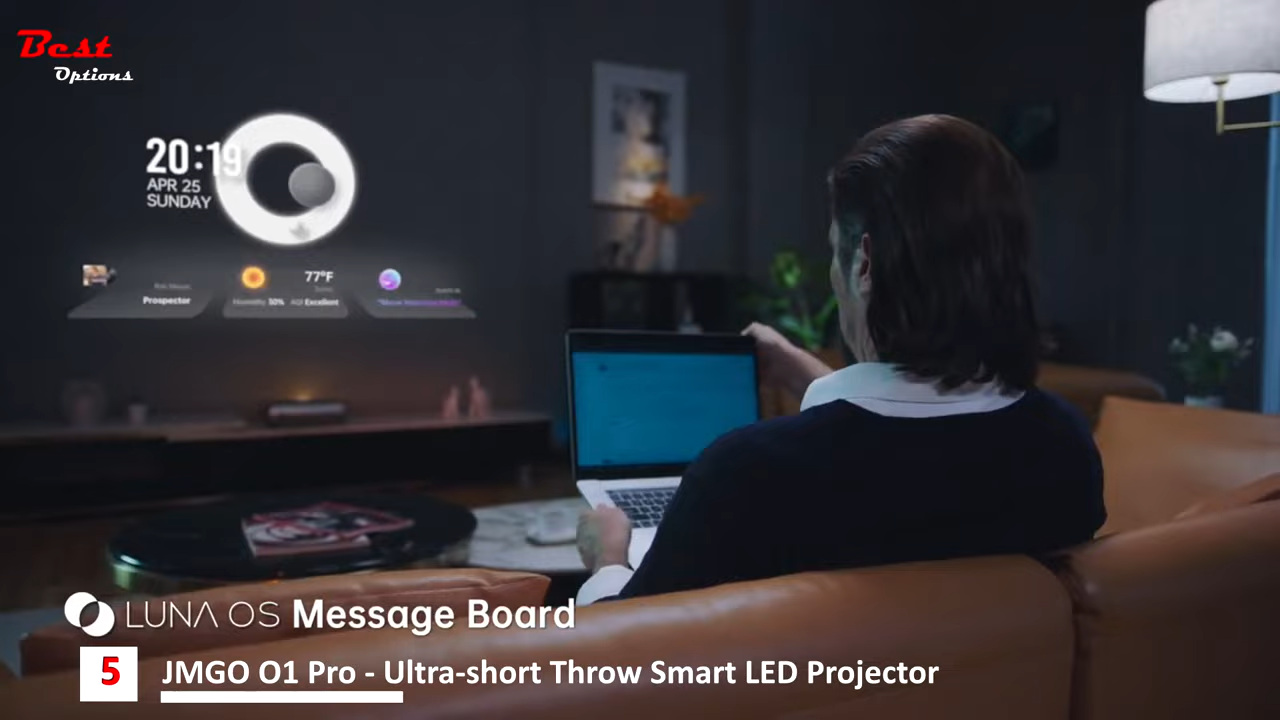 Best
Options
20:19
APR 25
SUNDAY
77°F
Prospector
Humidity 30% AQI Excellent
LUNA OS Message Board
5
JMGO O1 Pro - Ultra-short Throw Smart LED Projector